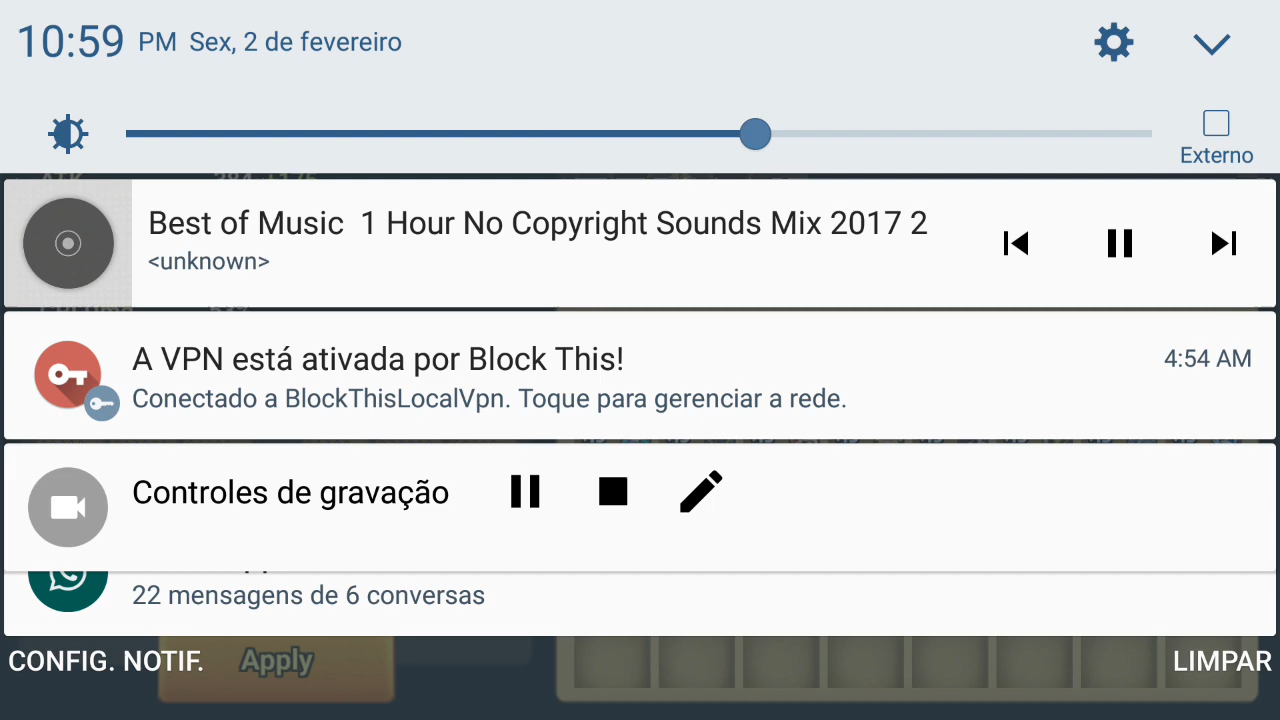 10:59 PM Sex, 2 de fevereiro
Externo
Best of Music 1 Hour No Copyright Sounds Mix 2017 2
<unknown>
A VPN está ativada por Block This!
4:54 AM
Conectado a BlockThisLocalVpn. Toque para gerenciar a rede.
Controles de gravação
22 mensagens de 6 conversas
CONFIG. NOTIF.
Apply
LIMPAR